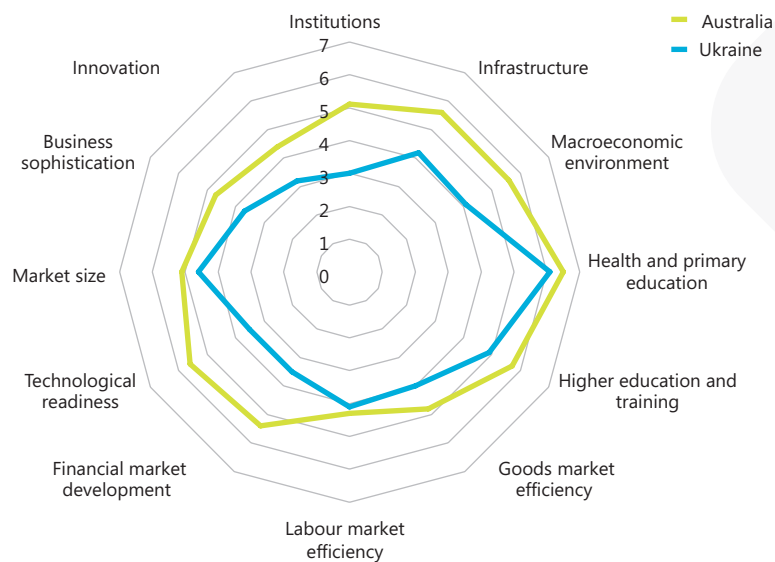 Institutions
Australia
Ukraine
Innovation
Infrastructure
Business
sophistication
Macroeconomic
environment
7
6
5
4
3
2
1
0
Market size
Health and primary
education
Technological
readiness
Higher education and
training
Financial market
development
Goods market
efficiency
Labour market
efficiency